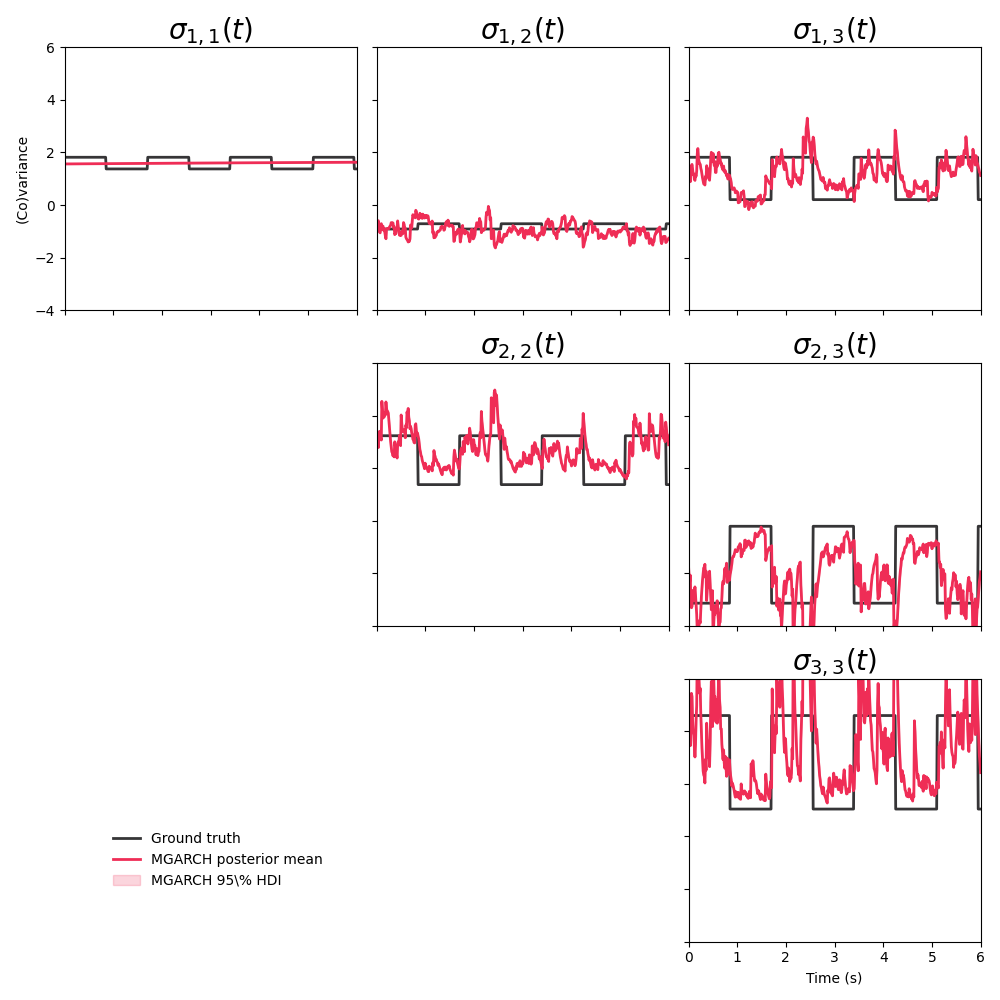 σ₁,₁(t)
σ₁,₂(t)
σ₁,₃(t)
6
4
2
0
−2
−4
(Co)variance
σ₂,₂(t)
σ₂,₃(t)
σ₃,₃(t)
Ground truth
MGARCH posterior mean
MGARCH 95\% HDI
0 1 2 3 4 5 6
Time (s)